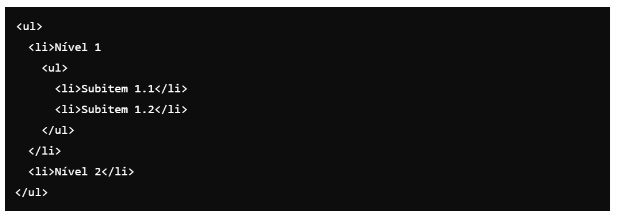 <ul>
<li>Nível 1
<ul>
<li>Subitem 1.1</li>
<li>Subitem 1.2</li>
</ul>
</li>
<li>Nível 2</li>
</ul>